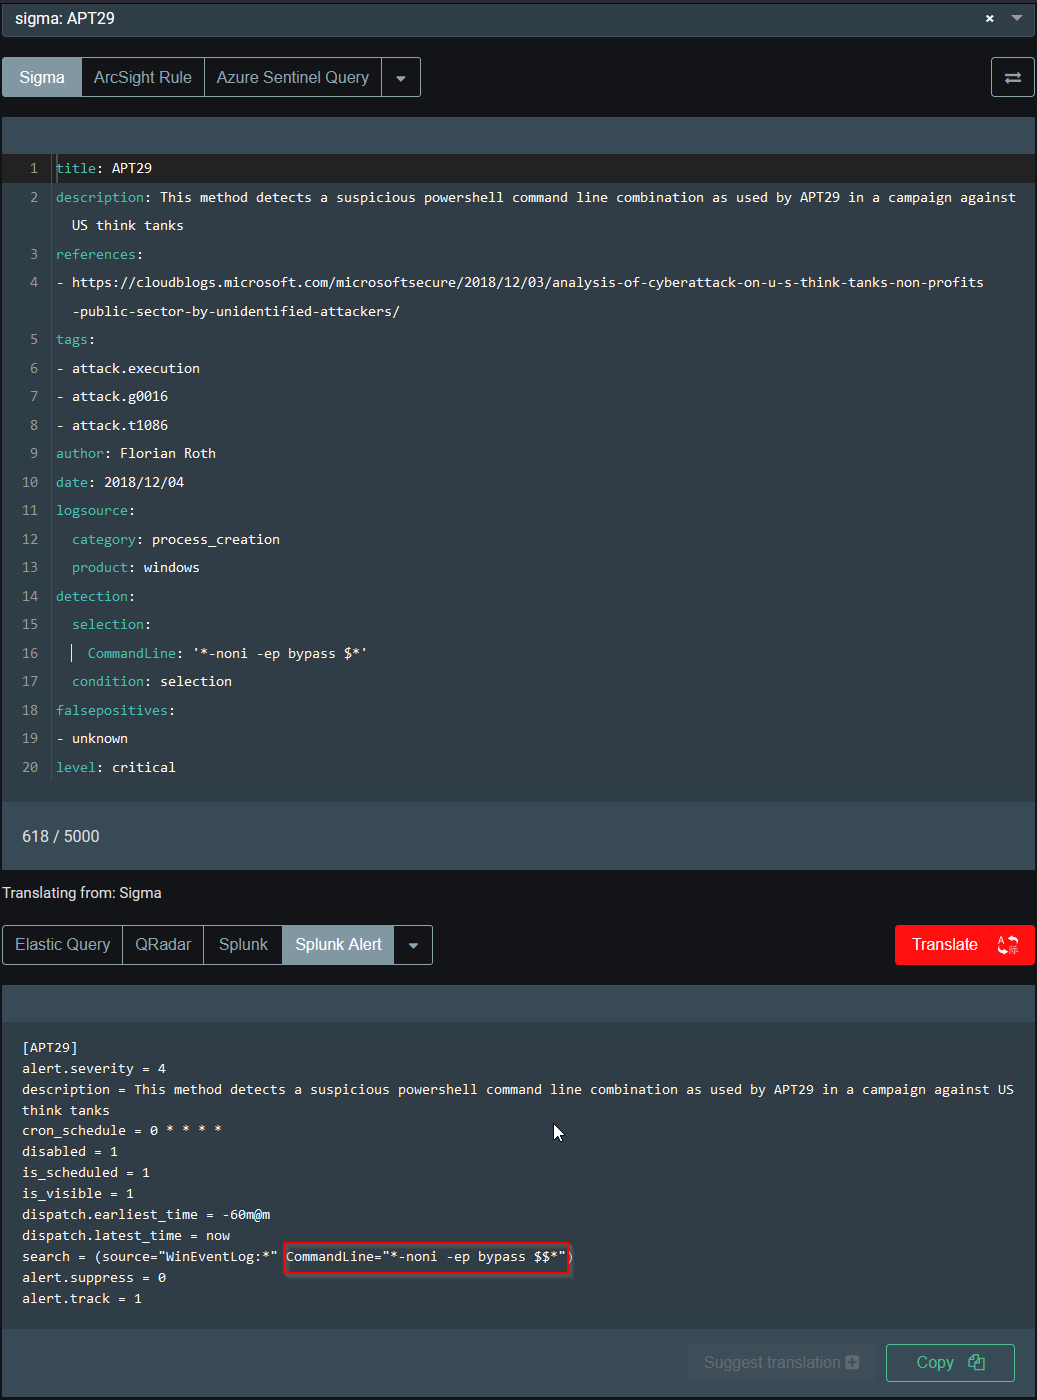 sigma: APT29
Sigma
ArcSight Rule
Azure Sentinel Query
1 title: APT29
2 description: This method detects a suspicious powershell command line combination as used by APT29 in a campaign against
US think tanks
3 references:
4 - https://cloudblogs.microsoft.com/microsoftsecure/2018/12/03/analysis-of-cyberattack-on-u-s-think-tanks-non-profits
-public-sector-by-unidentified-attackers/
5 tags:
6 - attack.execution
7 - attack.g0016
8 - attack.t1086
9 author: Florian Roth
10 date: 2018/12/04
11 logsource:
12 category: process_creation
13 product: windows
14 detection:
15 selection:
16 CommandLine: '*-noni -ep bypass $*'
17 condition: selection
18 falsepositives:
19 - unknown
20 level: critical
618 / 5000
Translating from: Sigma
Elastic Query
QRadar
Splunk
Splunk Alert
Translate
[APT29]
alert.severity = 4
description = This method detects a suspicious powershell command line combination as used by APT29 in a campaign against US
think tanks
cron_schedule = 0 * * * *
disabled = 1
is_scheduled = 1
is_visible = 1
dispatch.earliest_time = -60m@m
dispatch.latest_time = now
search = (source="WinEventLog:*" CommandLine="*-noni -ep bypass $$*")
alert.suppress = 0
alert.track = 1
Suggest translation
Copy